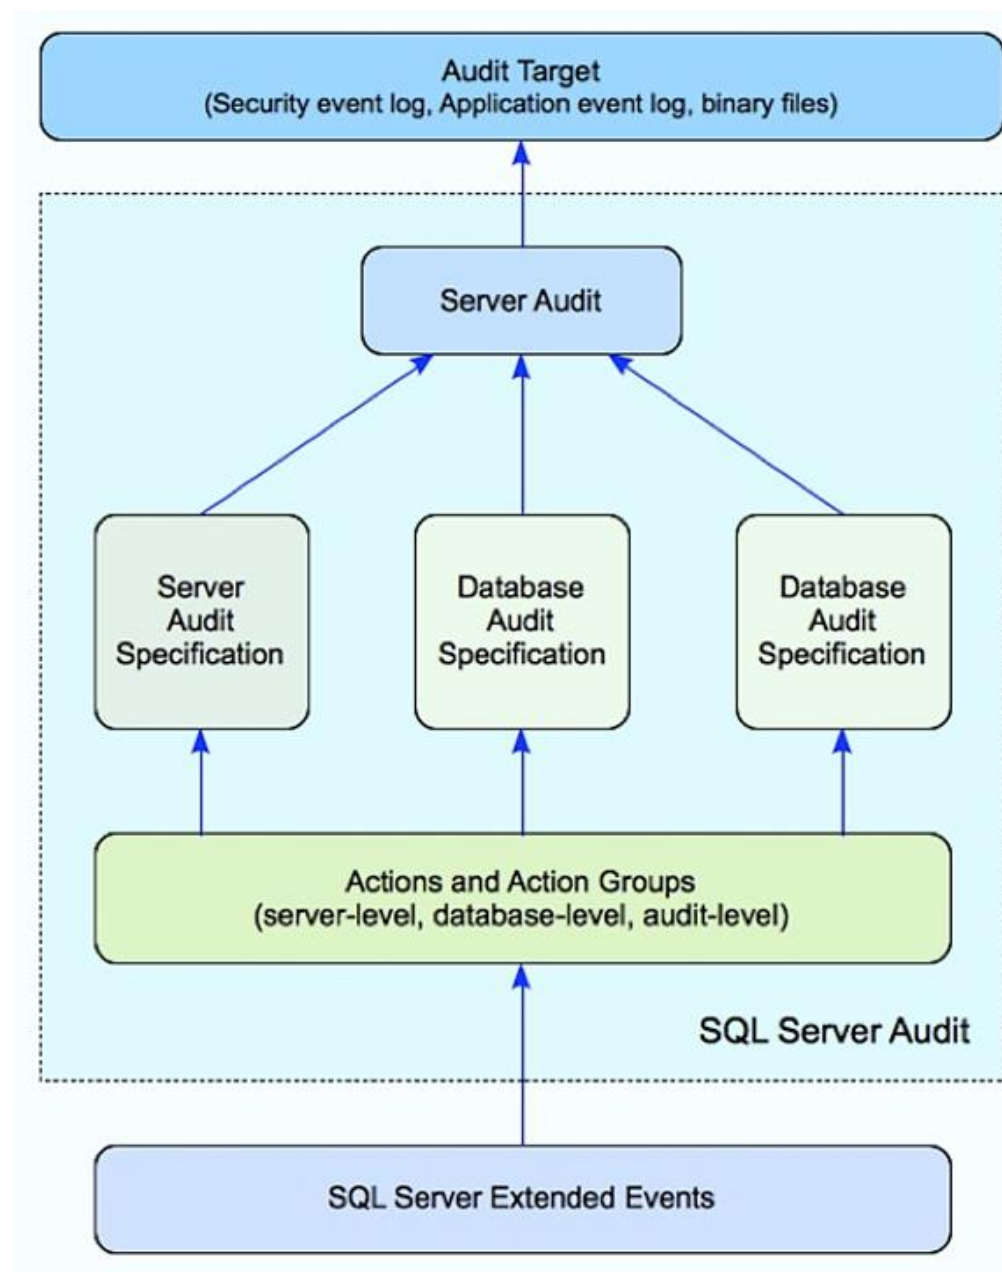 Audit Target
(Security event log, Application event log, binary files)
Server Audit
Server
Audit
Specification
Database
Audit
Specification
Database
Audit
Specification
Actions and Action Groups
(server-level, database-level, audit-level)
SQL Server Audit
SQL Server Extended Events